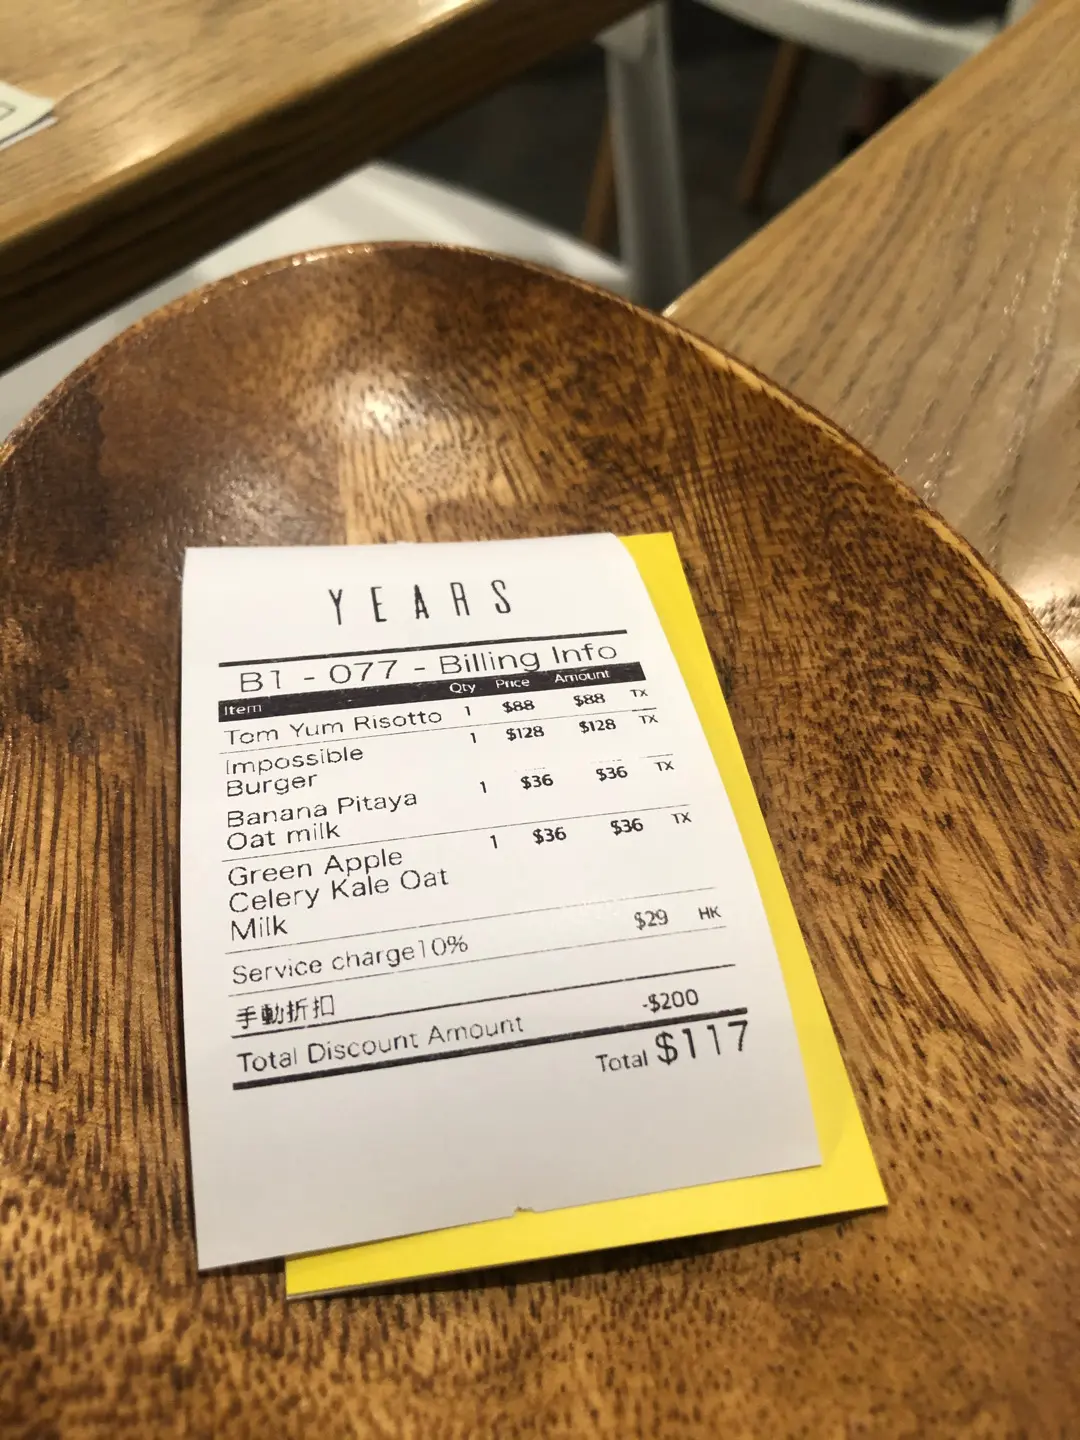 YEARS
B1 - 077 - Billing Info
Item Qty Price Amount
Tom Yum Risotto 1 $88 $88 TX
Impossible 1 $128 $128 TX
Burger
Banana Pitaya 1 $36 $36 TX
Oat milk
Green Apple 1 $36 $36 TX
Celery Kale Oat
Milk
Service charge10% $29 HK
手動折扣
Total Discount Amount -$200
Total $117